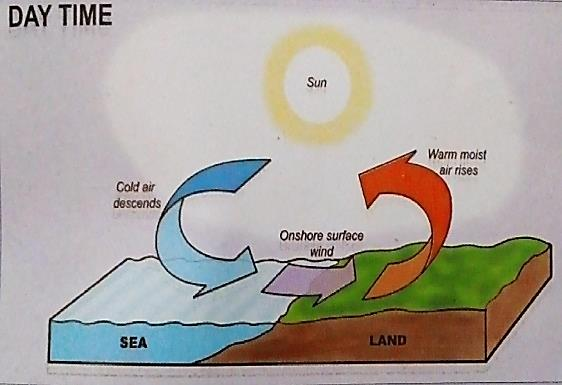 DAY TIME
Sun
Warm moist
air rises
Cold air
descends
Onshore surface
wind
SEA
LAND